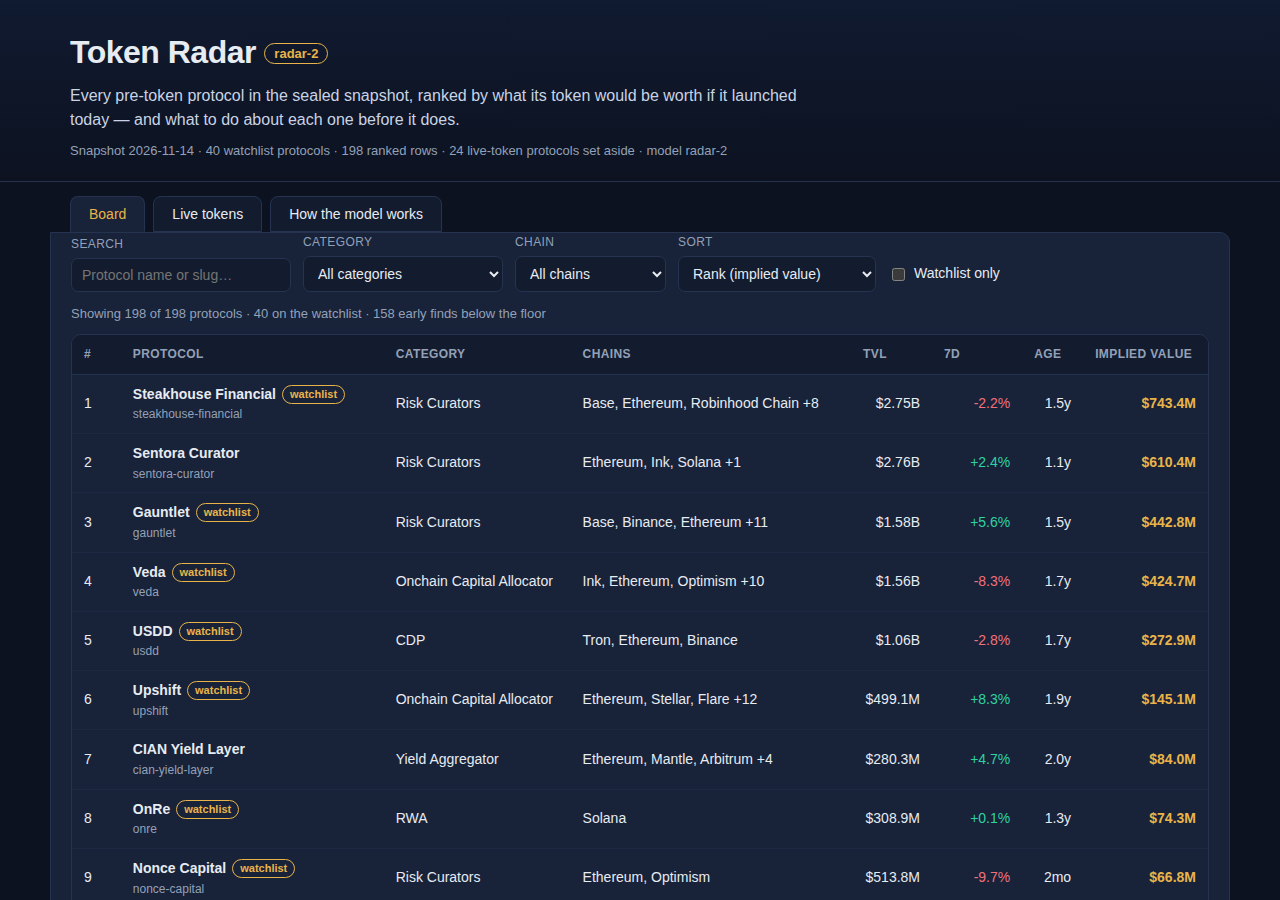 Token Radar radar-2
Every pre-token protocol in the sealed snapshot, ranked by what its token would be worth if it launched
today — and what to do about each one before it does.
Snapshot 2026-11-14 · 40 watchlist protocols · 198 ranked rows · 24 live-token protocols set aside · model radar-2
Board Live tokens How the model works
SEARCH CATEGORY CHAIN SORT
Protocol name or slug… All categories All chains Rank (implied value) Watchlist only
Showing 198 of 198 protocols · 40 on the watchlist · 158 early finds below the floor
# PROTOCOL CATEGORY CHAINS TVL 7D AGE IMPLIED VALUE
1 Steakhouse Financial watchlist Risk Curators Base, Ethereum, Robinhood Chain +8 $2.75B -2.2% 1.5y $743.4M
steakhouse-financial
2 Sentora Curator Risk Curators Ethereum, Ink, Solana +1 $2.76B +2.4% 1.1y $610.4M
sentora-curator
3 Gauntlet watchlist Risk Curators Base, Binance, Ethereum +11 $1.58B +5.6% 1.5y $442.8M
gauntlet
4 Veda watchlist Onchain Capital Allocator Ink, Ethereum, Optimism +10 $1.56B -8.3% 1.7y $424.7M
veda
5 USDD watchlist CDP Tron, Ethereum, Binance $1.06B -2.8% 1.7y $272.9M
usdd
6 Upshift watchlist Onchain Capital Allocator Ethereum, Stellar, Flare +12 $499.1M +8.3% 1.9y $145.1M
upshift
7 CIAN Yield Layer Yield Aggregator Ethereum, Mantle, Arbitrum +4 $280.3M +4.7% 2.0y $84.0M
cian-yield-layer
8 OnRe watchlist RWA Solana $308.9M +0.1% 1.3y $74.3M
onre
9 Nonce Capital watchlist Risk Curators Ethereum, Optimism $513.8M -9.7% 2mo $66.8M
nonce-capital